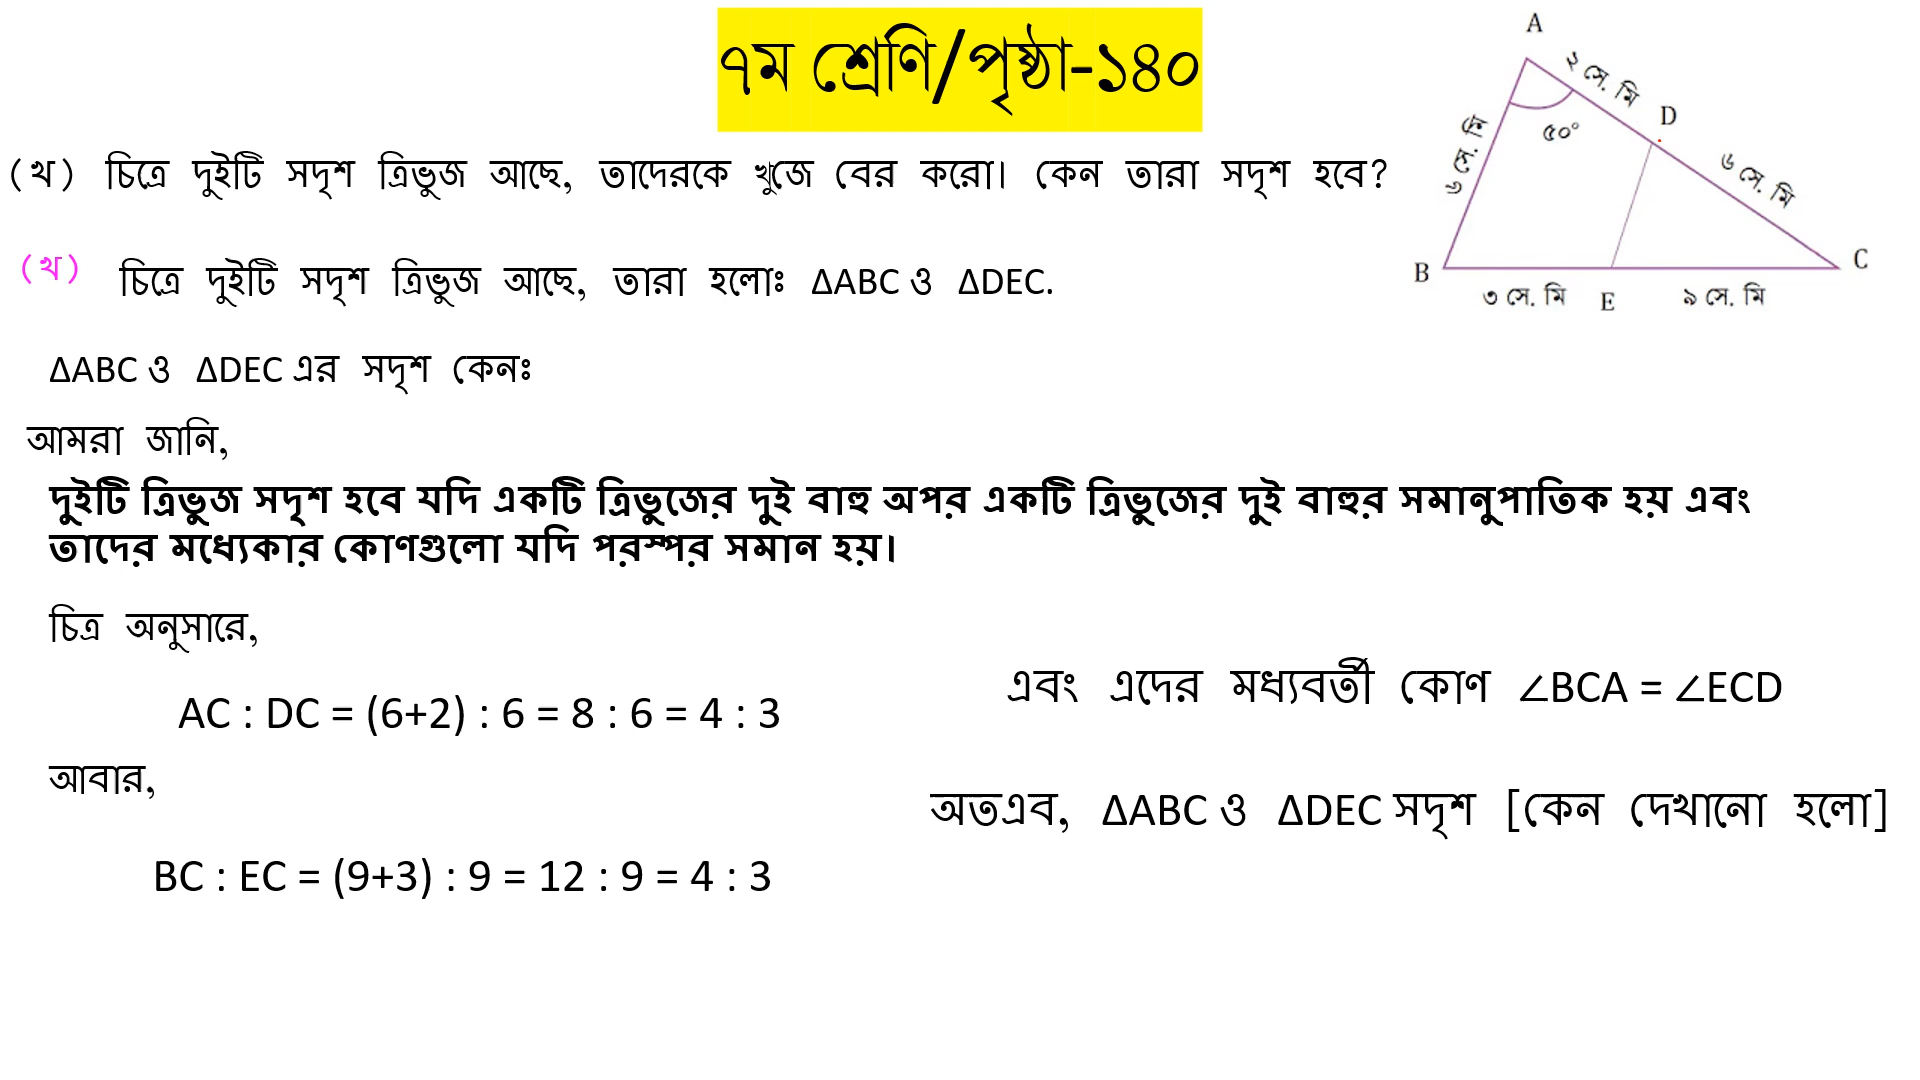 ৭ম শ্রেণি/পৃষ্ঠা-১৪০
(খ) চিত্রে দুইটি সদৃশ ত্রিভুজ আছে, তাদেরকে খুজে বের করো। কেন তারা সদৃশ হবে?
A
২ সে. মি
D
৫০°
৬ সে. মি
৬ সে. মি
B
C
৩ সে. মি
E
৯ সে. মি
(খ) চিত্রে দুইটি সদৃশ ত্রিভুজ আছে, তারা হলোঃ ΔABC ও ΔDEC.
ΔABC ও ΔDEC এর সদৃশ কেনঃ
আমরা জানি,
দুইটি ত্রিভুজ সদৃশ হবে যদি একটি ত্রিভুজের দুই বাহু অপর একটি ত্রিভুজের দুই বাহুর সমানুপাতিক হয় এবং
তাদের মধ্যেকার কোণগুলো যদি পরস্পর সমান হয়।
চিত্র অনুসারে,
AC : DC = (6+2) : 6 = 8 : 6 = 4 : 3
আবার,
BC : EC = (9+3) : 9 = 12 : 9 = 4 : 3
এবং এদের মধ্যবর্তী কোণ ∠BCA = ∠ECD
অতএব, ΔABC ও ΔDEC সদৃশ [কেন দেখানো হলো]